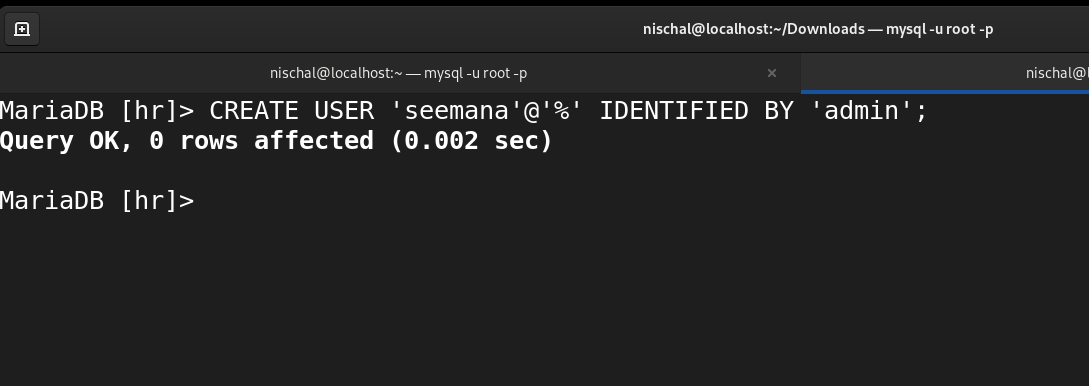 nischal@localhost:~/Downloads — mysql -u root -p
nischal@localhost:~ — mysql -u root -p
MariaDB [hr]> CREATE USER 'seemana'@'%' IDENTIFIED BY 'admin';
Query OK, 0 rows affected (0.002 sec)
MariaDB [hr]>